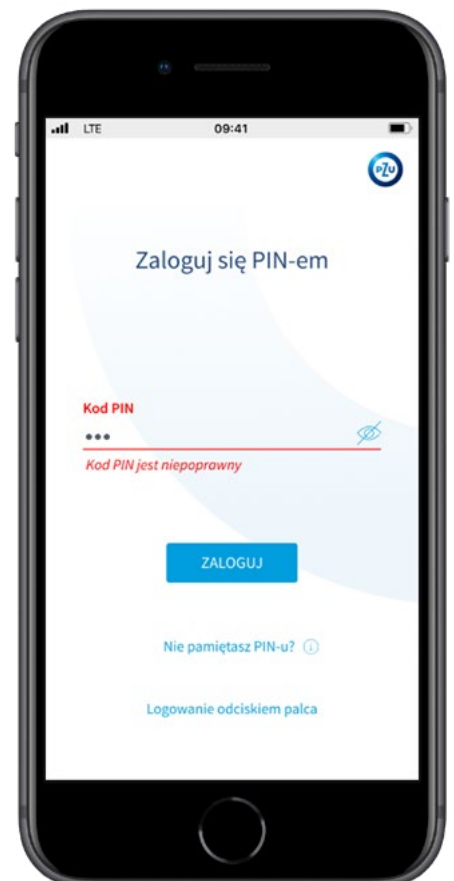 LTE 09:41
PZU
Zaloguj się PIN-em
Kod PIN
Kod PIN jest niepoprawny
ZALOGUJ
Nie pamiętasz PIN-u?
Logowanie odciskiem palca